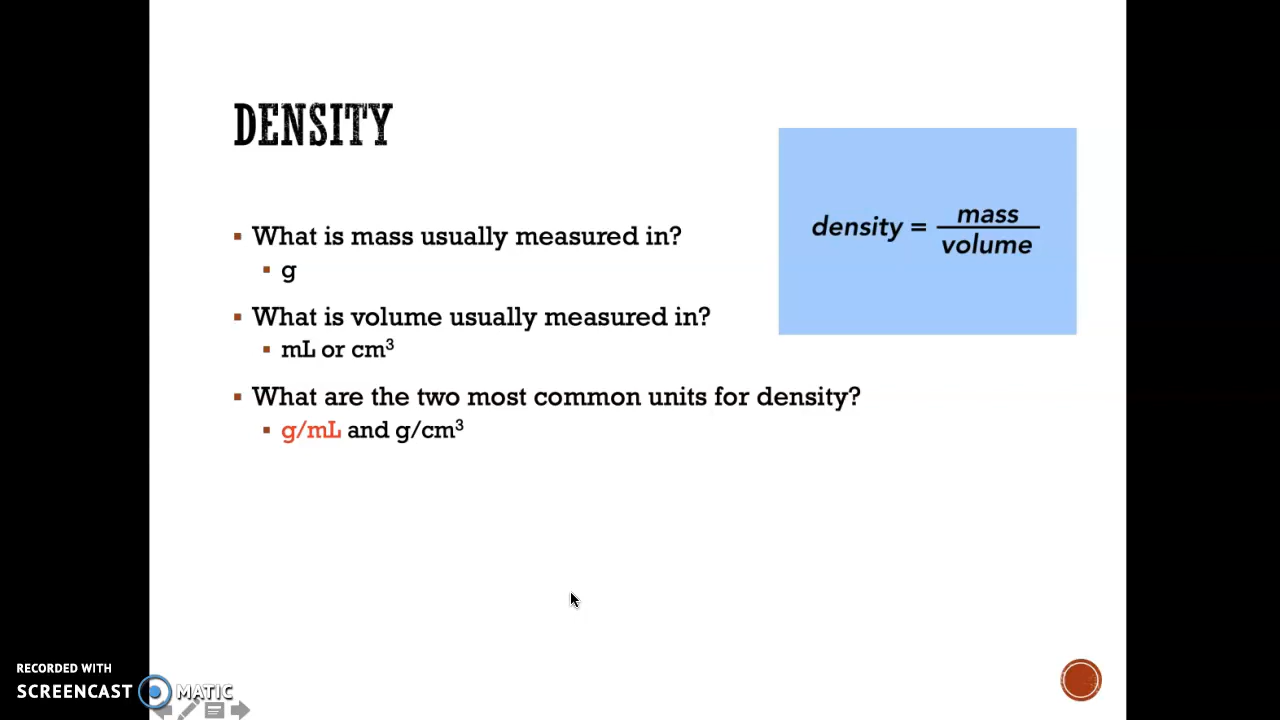 DENSITY
What is mass usually measured in?
g
What is volume usually measured in?
mL or cm³
What are the two most common units for density?
g/mL and g/cm³
density = mass / volume
RECORDED WITH
SCREENCAST MATIC